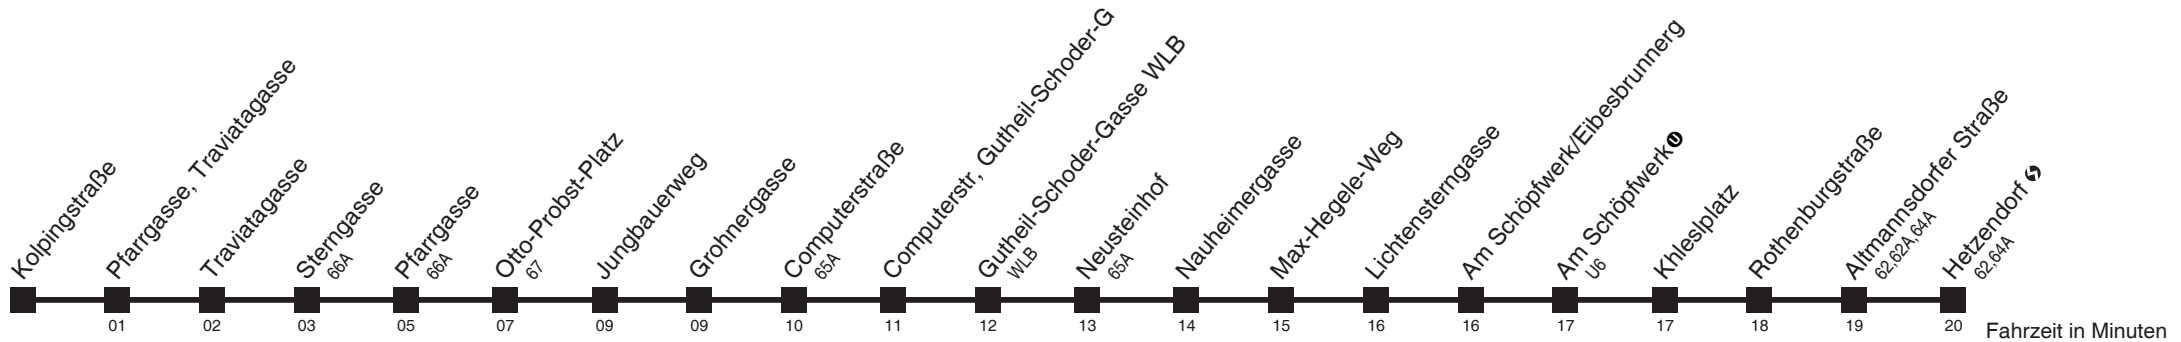 Kolpingstraße
Pfarrgasse, Traviatagasse
Traviatagasse
Sterngasse
66A
Pfarrgasse
66A
Otto-Probst-Platz
67
Jungbauerweg
Grohnergasse
Computerstraße
65A
Computerstr, Gutheil-Schoder-G
Gutheil-Schoder-Gasse WLB
WLB
Neusteinhof
65A
Nauheimergasse
Max-Hegele-Weg
Lichtensterngasse
Am Schöpfwerk/Eibesbrunnerg
Am Schöpfwerk U
U6
Khleslplatz
Rothenburgstraße
Altmannsdorfer Straße
62,62A,64A
Hetzendorf
62,64A
01 02 03 05 07 09 09 10 11 12 13 14 15 16 16 17 17 18 19 20
Fahrzeit in Minuten